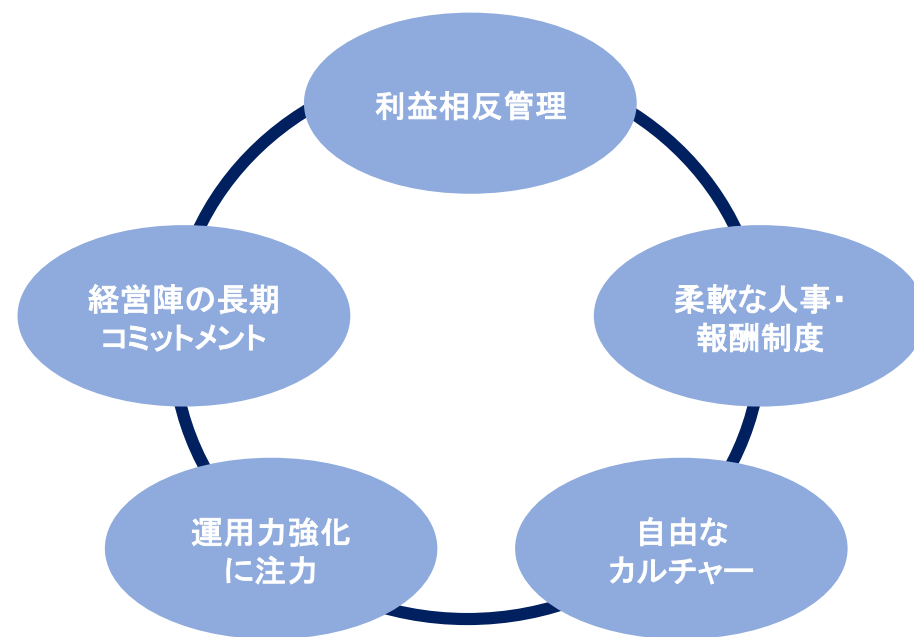 利益相反管理
経営陣の長期
コミットメント
柔軟な人事・
報酬制度
運用力強化
に注力
自由な
カルチャー